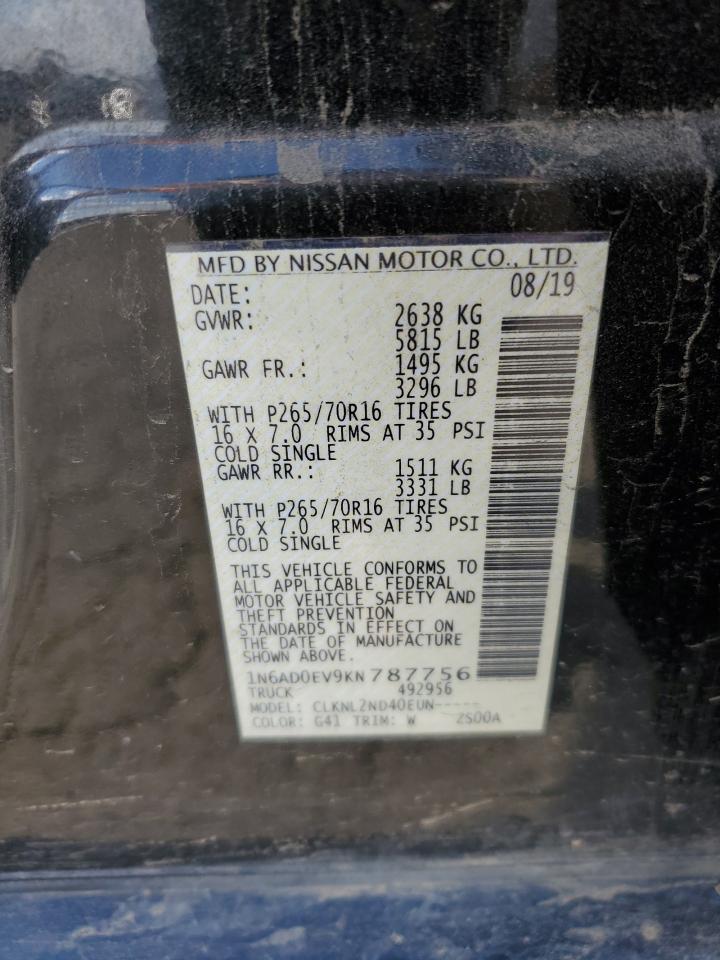 MFD BY NISSAN MOTOR CO., LTD.
DATE: 08/19
GVWR: 2638 KG
5815 LB
GAWR FR.: 1495 KG
3296 LB
WITH P265/70R16 TIRES
16 X 7.0 RIMS AT 35 PSI
COLD SINGLE
GAWR RR.: 1511 KG
3331 LB
WITH P265/70R16 TIRES
16 X 7.0 RIMS AT 35 PSI
COLD SINGLE
THIS VEHICLE CONFORMS TO
ALL APPLICABLE FEDERAL
MOTOR VEHICLE SAFETY AND
THEFT PREVENTION
STANDARDS IN EFFECT ON
THE DATE OF MANUFACTURE
SHOWN ABOVE.
1N6AD0EV9KN787756
TRUCK 492956
MODEL: CLKNL2ND40EUN-----
COLOR: G41 TRIM: W 2S00A